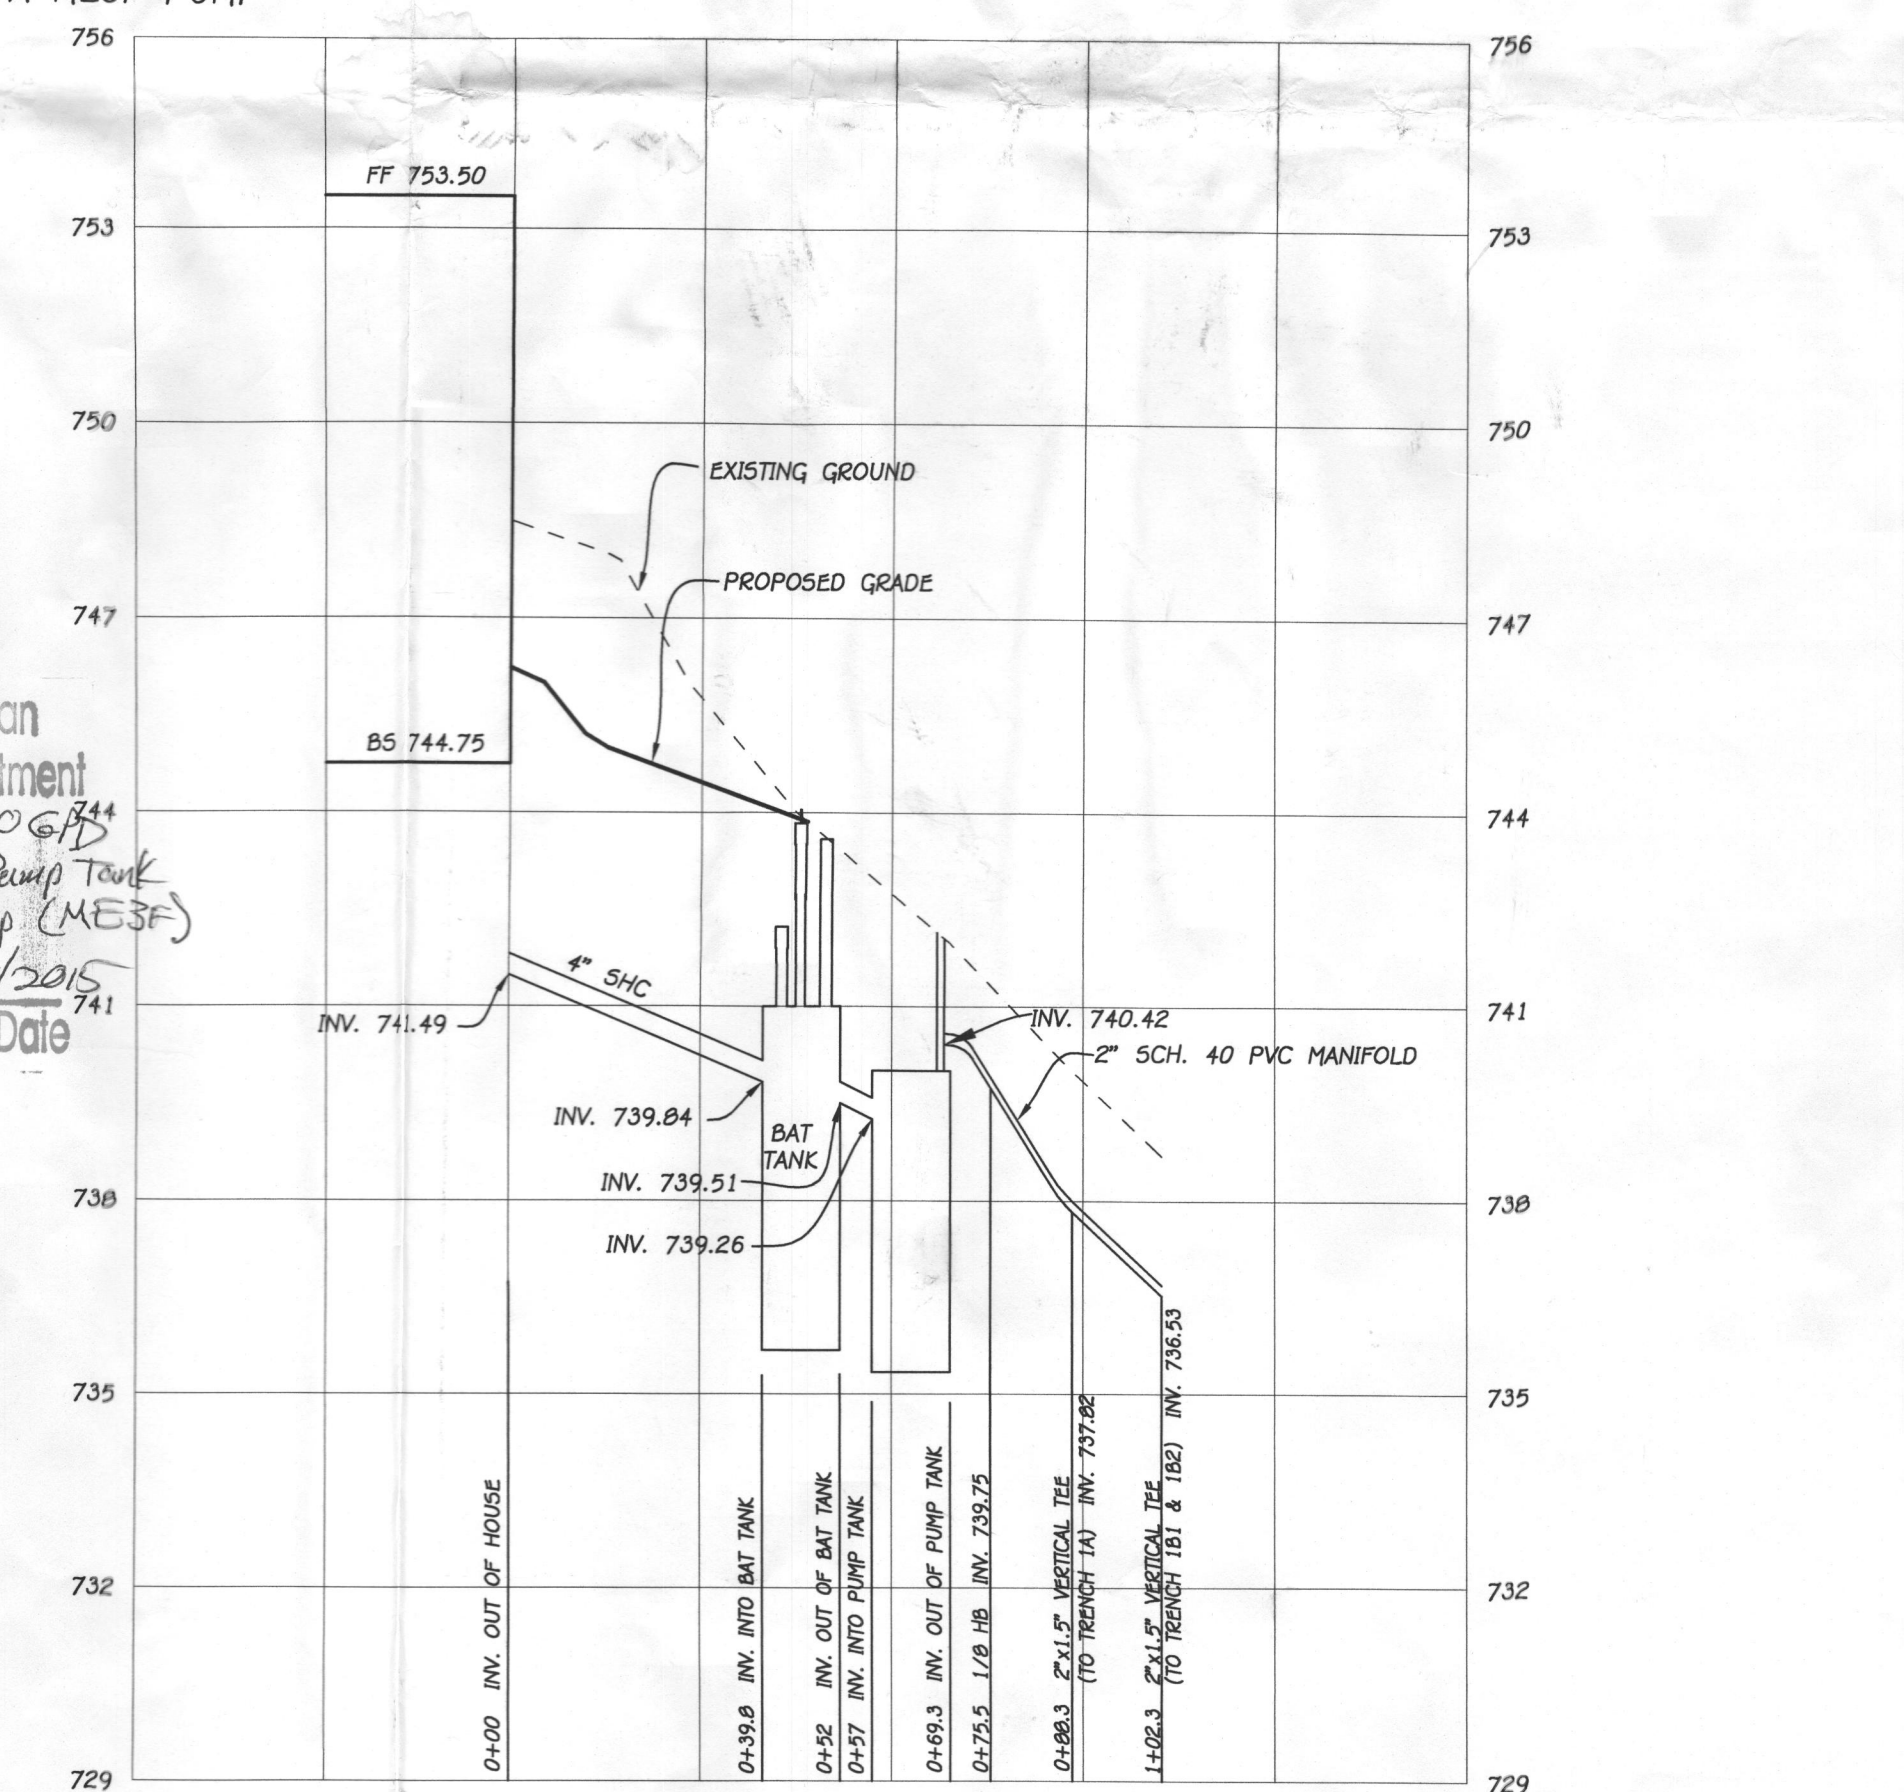 756
756
FF 753.50
753
753
750
750
EXISTING GROUND
PROPOSED GRADE
747
747
BS 744.75
744
744
4" SHC
741
741
INV. 741.49
INV. 740.42
2" SCH. 40 PVC MANIFOLD
INV. 739.84
BAT
TANK
INV. 739.51
INV. 739.26
738
738
735
735
732
732
729
729
0+00 INV. OUT OF HOUSE
0+39.8 INV. INTO BAT TANK
0+52 INV. OUT OF BAT TANK
0+57 INV. INTO PUMP TANK
0+69.3 INV. OUT OF PUMP TANK
0+75.5 1/8 HB INV. 739.75
0+88.3 2"x1.5" VERTICAL TEE
(TO TRENCH 1A) INV. 737.82
1+02.3 2"x1.5" VERTICAL TEE
(TO TRENCH 1B1 & 1B2) INV. 736.53
an
tment
0 GPD
Pump Tank
p (ME3F)
/2015
Date